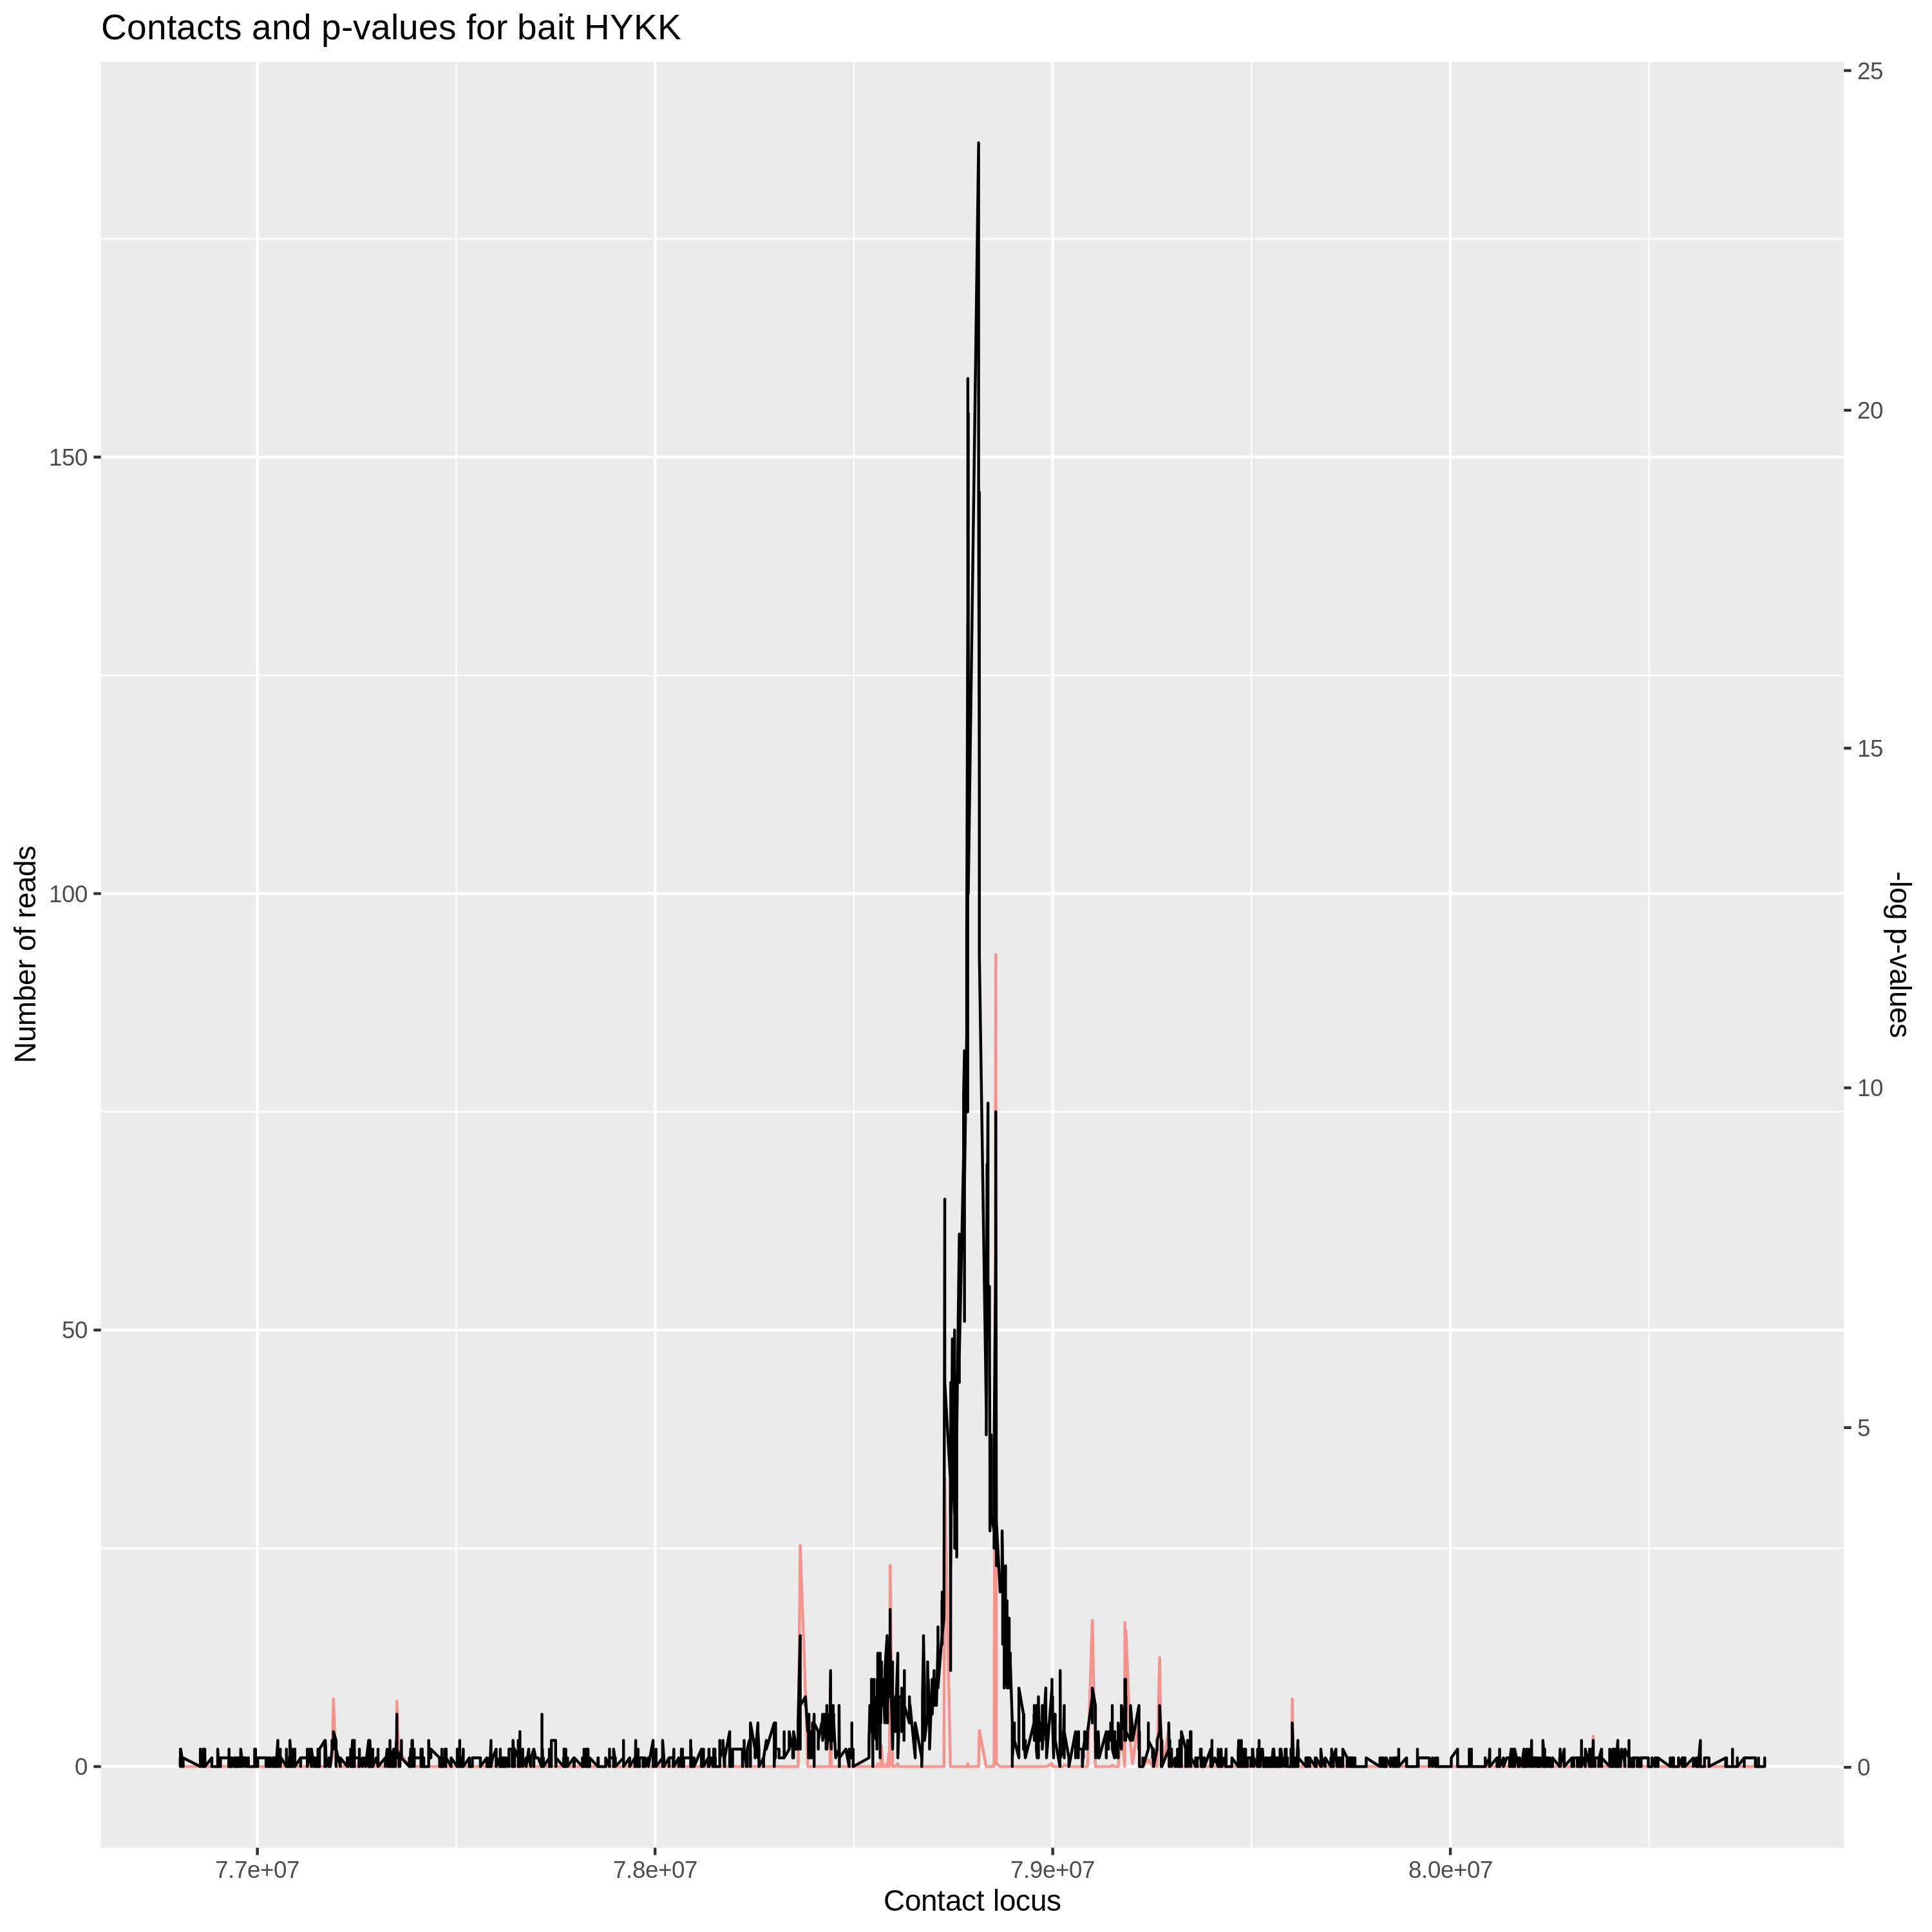 Contacts and p-values for bait HYKK
Number of reads
150
100
50
0
25
20
15
10
5
0
-log p-values
7.7e+07
7.8e+07
7.9e+07
8.0e+07
Contact locus